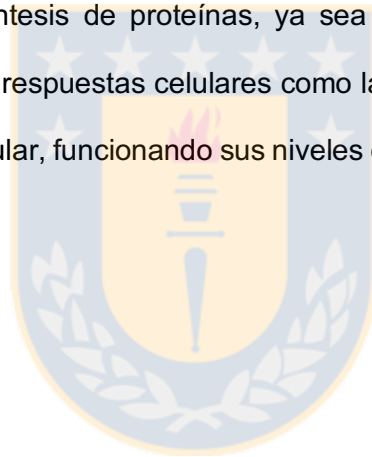 ntesis de proteínas, ya sea
respuestas celulares como la
ular, funcionando sus niveles